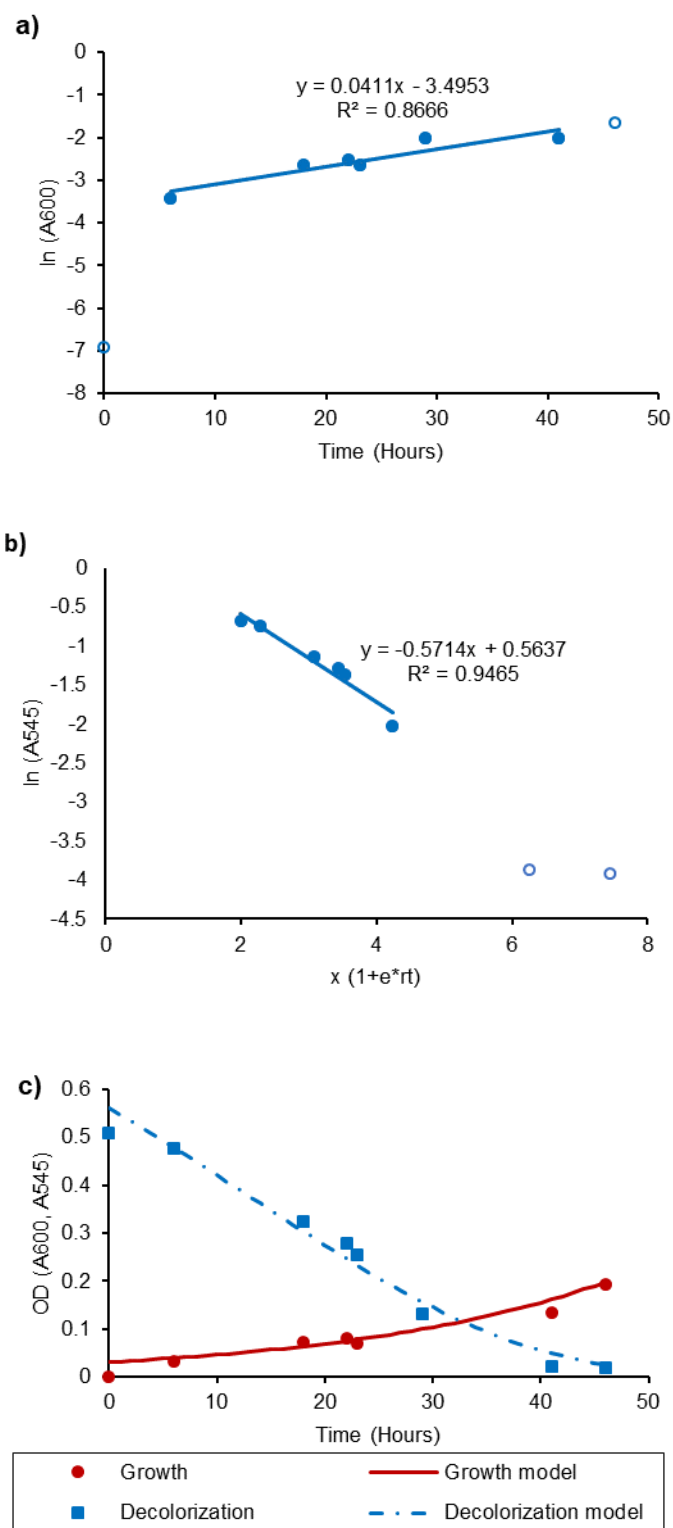 a)
0
-1
-2
-3
-4
-5
-6
-7
-8
ln (A600)
y = 0.0411x - 3.4953
R² = 0.8666
0 10 20 30 40 50
Time (Hours)
b)
0
-0.5
-1
-1.5
-2
-2.5
-3
-3.5
-4
-4.5
ln (A545)
y = -0.5714x + 0.5637
R² = 0.9465
0 2 4 6 8
x (1+e*rt)
c)
0.6
0.5
0.4
0.3
0.2
0.1
0
OD (A600, A545)
0 10 20 30 40 50
Time (Hours)
Growth Growth model
Decolorization Decolorization model